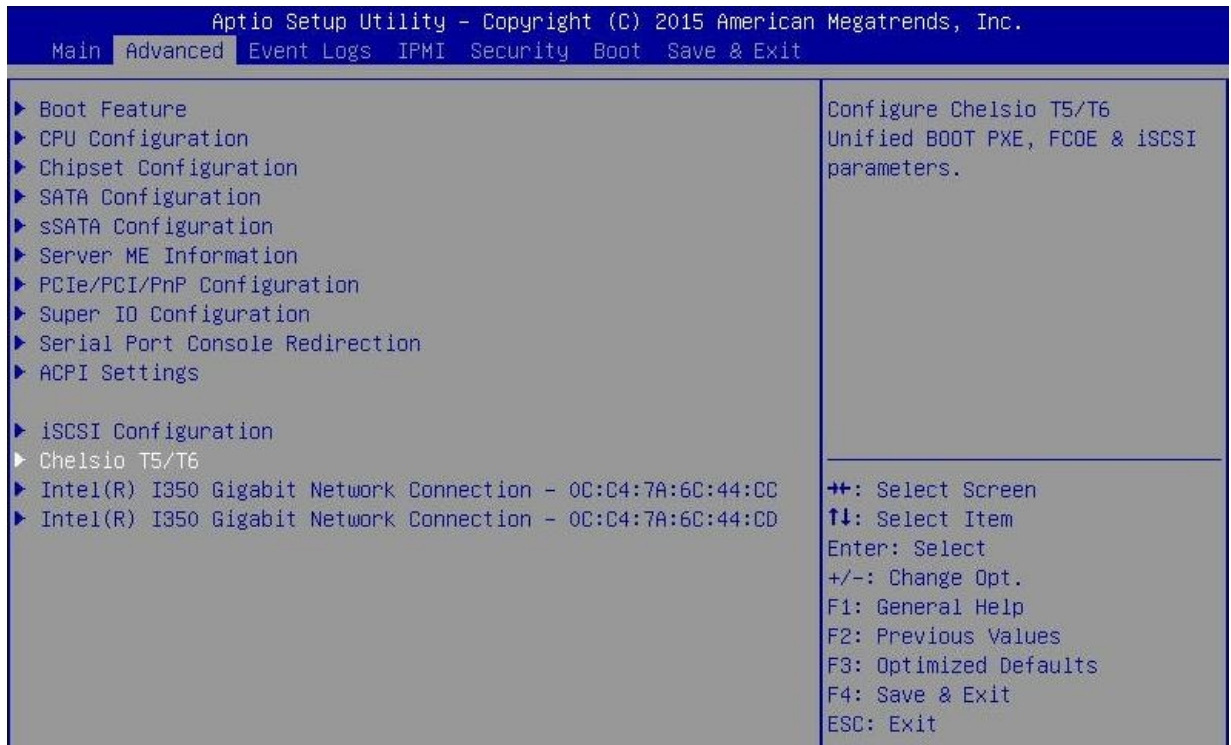 Aptio Setup Utility – Copyright (C) 2015 American Megatrends, Inc.
Main Advanced Event Logs IPMI Security Boot Save & Exit
▶ Boot Feature
▶ CPU Configuration
▶ Chipset Configuration
▶ SATA Configuration
▶ sSATA Configuration
▶ Server ME Information
▶ PCIe/PCI/PnP Configuration
▶ Super IO Configuration
▶ Serial Port Console Redirection
▶ ACPI Settings
▶ iSCSI Configuration
▶ Chelsio T5/T6
▶ Intel(R) I350 Gigabit Network Connection – 0C:C4:7A:6C:44:CC
▶ Intel(R) I350 Gigabit Network Connection – 0C:C4:7A:6C:44:CD
Configure Chelsio T5/T6
Unified BOOT PXE, FCOE & iSCSI
parameters.
→←: Select Screen
↑↓: Select Item
Enter: Select
+/-: Change Opt.
F1: General Help
F2: Previous Values
F3: Optimized Defaults
F4: Save & Exit
ESC: Exit